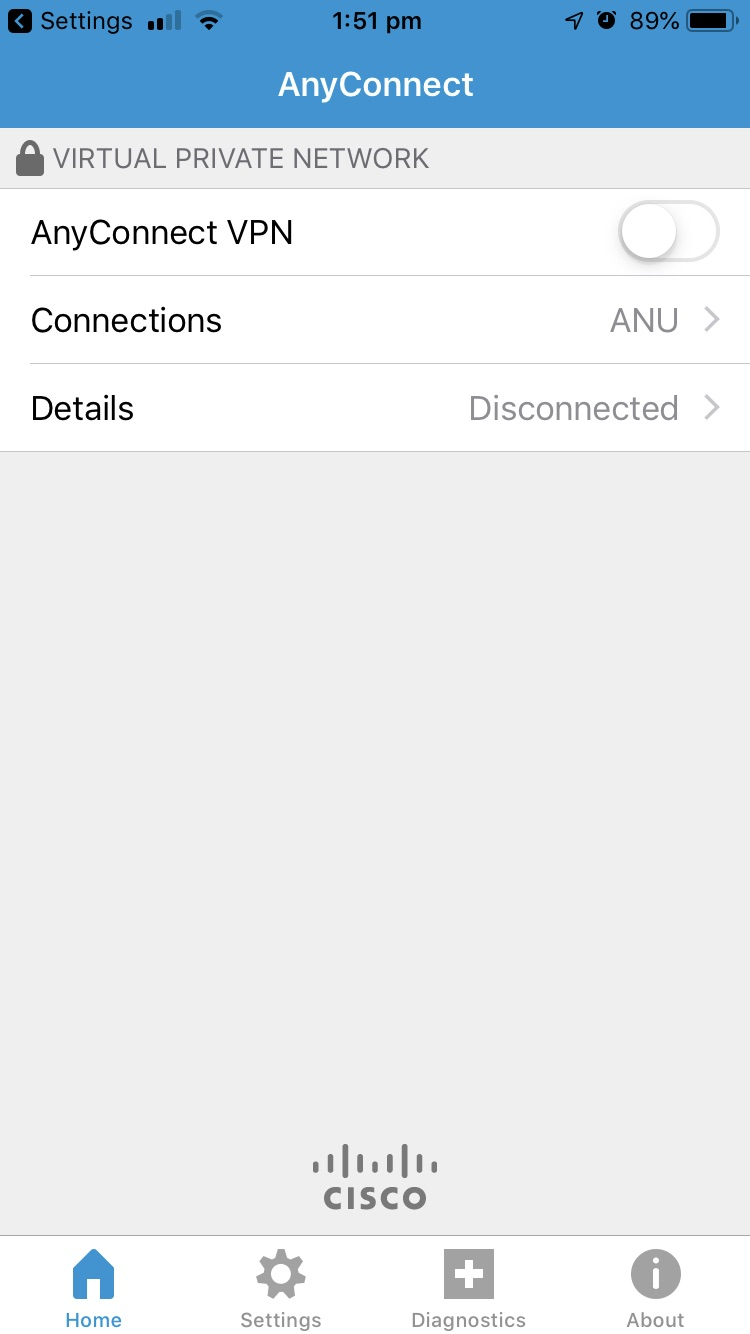 Settings 1:51 pm 89%
AnyConnect
VIRTUAL PRIVATE NETWORK
AnyConnect VPN
Connections ANU
Details Disconnected
CISCO
Home Settings Diagnostics About